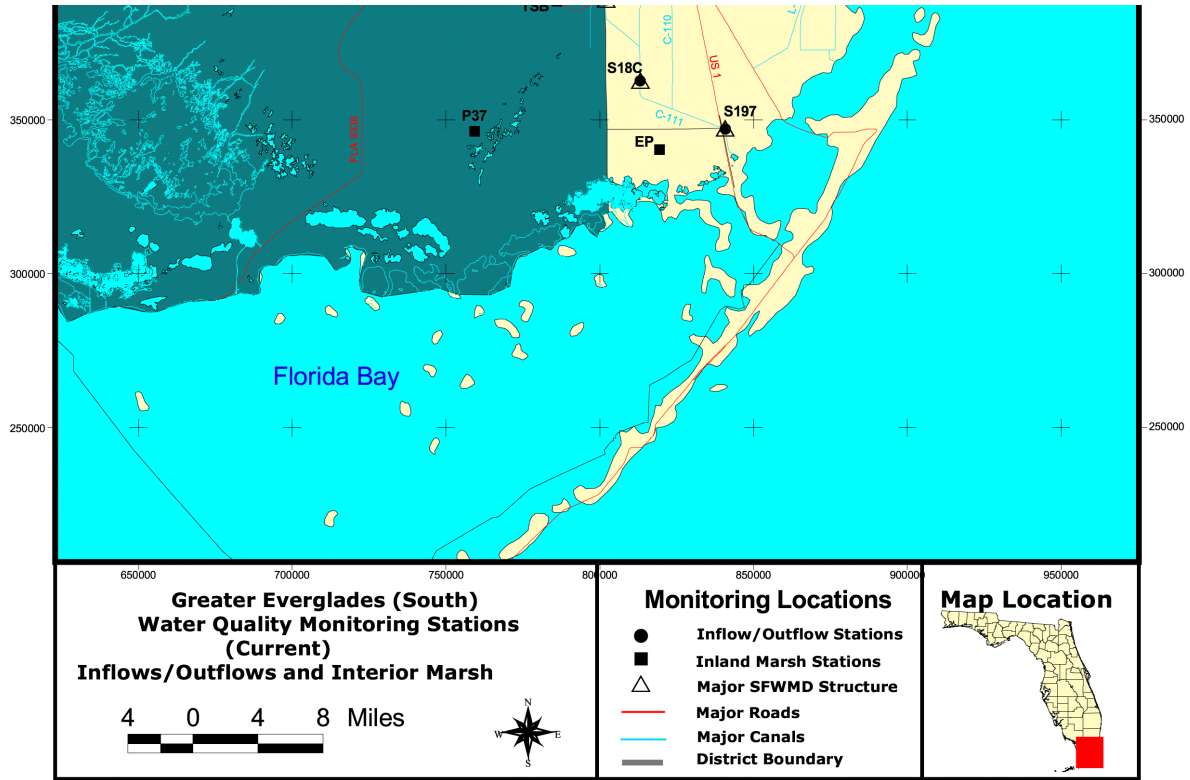 TSB
C-110
L-
S18C
US 1
350000
P37
FLA 9336
C-111
S197
350000
EP
300000
300000
Florida Bay
250000
250000
650000
700000
750000
800000
850000
900000
950000
Greater Everglades (South)
Water Quality Monitoring Stations
(Current)
Inflows/Outflows and Interior Marsh
4 0 4 8 Miles
N
W E
S
Monitoring Locations
Inflow/Outflow Stations
Inland Marsh Stations
Major SFWMD Structure
Major Roads
Major Canals
District Boundary
Map Location